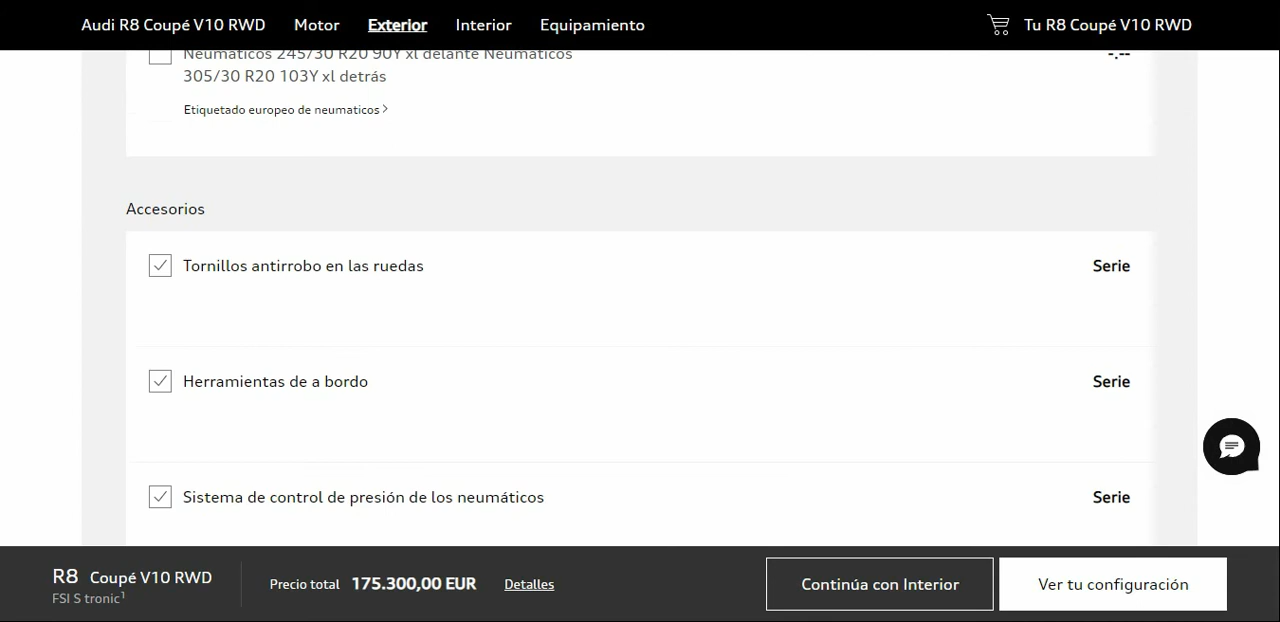 Audi R8 Coupé V10 RWD Motor Exterior Interior Equipamiento Tu R8 Coupé V10 RWD
Neumáticos 245/30 R20 90Y xl delante Neumáticos -.--
305/30 R20 103Y xl detrás
Etiquetado europeo de neumaticos >
Accesorios
Tornillos antirrobo en las ruedas Serie
Herramientas de a bordo Serie
Sistema de control de presión de los neumáticos Serie
R8 Coupé V10 RWD
FSI S tronic¹
Precio total 175.300,00 EUR Detalles
Continúa con Interior
Ver tu configuración